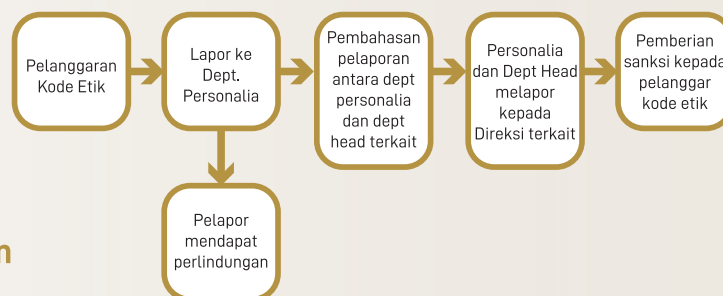 Pelanggaran
Kode Etik
Lapor ke
Dept.
Personalia
Pembahasan
pelaporan
antara dept
personalia
dan dept
head terkait
Personalia
dan Dept Head
melapor
kepada
Direksi terkait
Pemberian
sanksi kepada
pelanggar
kode etik
Pelapor
mendapat
perlindungan